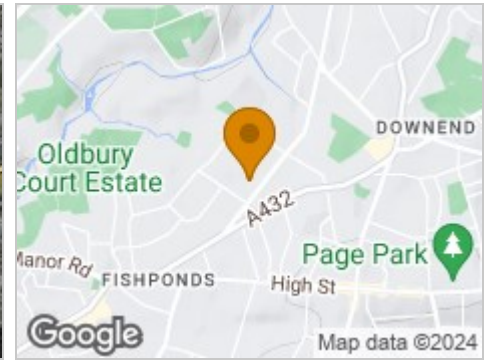 DOWNEND
Oldbury
Court Estate
A432
Page Park
Manor Rd
FISHPONDS
High St
Google
Map data ©2024